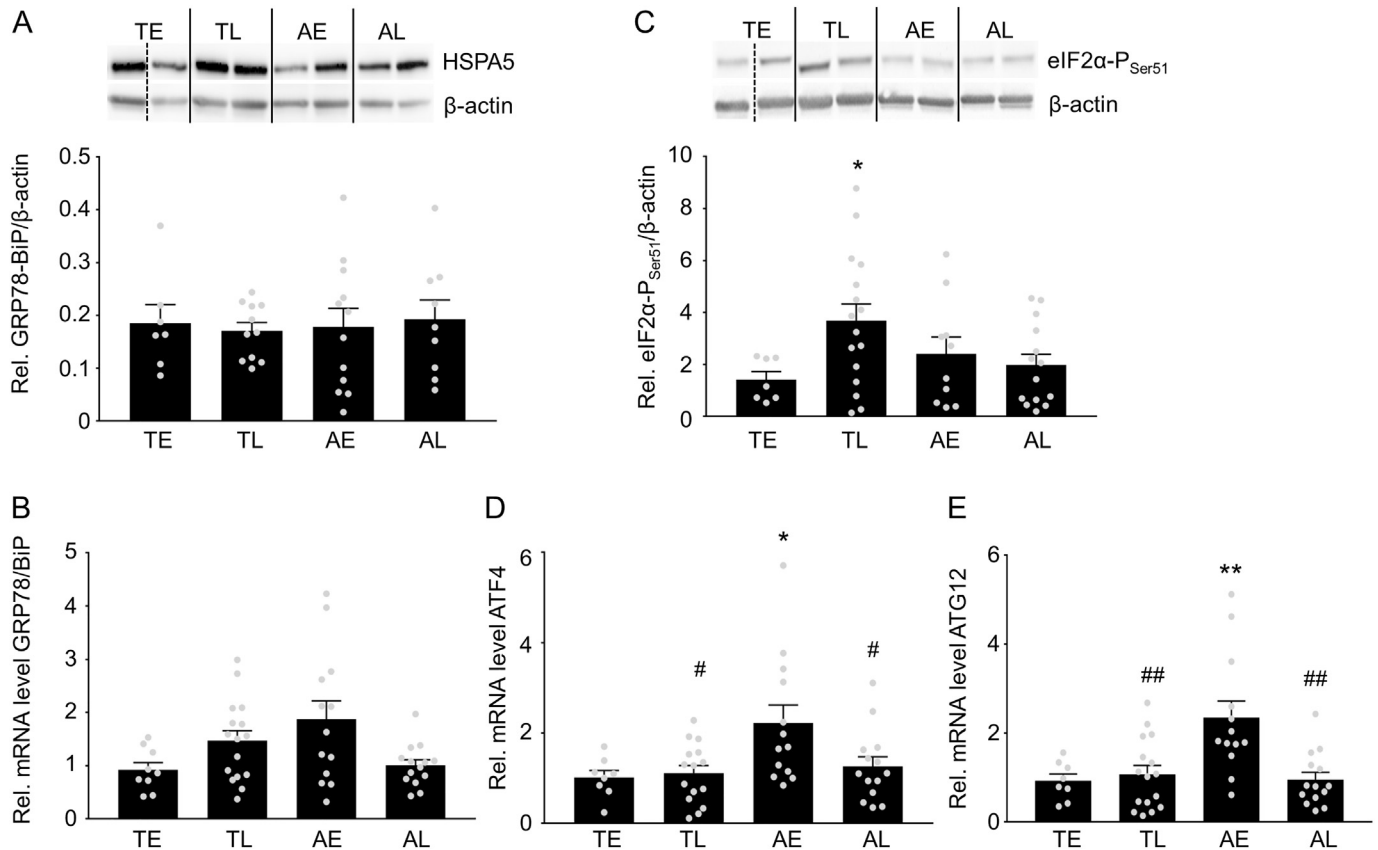 A
TE TL AE AL
HSPA5
β-actin
Rel. GRP78-BiP/β-actin
0.5
0.4
0.3
0.2
0.1
0
TE TL AE AL
C
TE TL AE AL
eIF2α-PSer51
β-actin
Rel. eIF2α-PSer51/β-actin
10
8
6
4
2
0
*
TE TL AE AL
B
Rel. mRNA level GRP78/BiP
5
4
3
2
1
0
TE TL AE AL
D
Rel. mRNA level ATF4
6
4
2
0
#
*
#
TE TL AE AL
E
Rel. mRNA level ATG12
6
4
2
0
##
**
##
TE TL AE AL